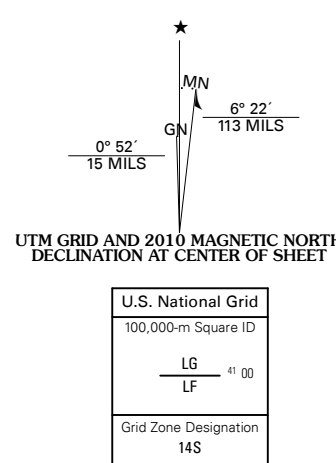 ★
MN
GN
6° 22´
113 MILS
0° 52´
15 MILS
UTM GRID AND 2010 MAGNETIC NORTH
DECLINATION AT CENTER OF SHEET
U.S. National Grid
100,000-m Square ID
LG
41 00
LF
Grid Zone Designation
14S